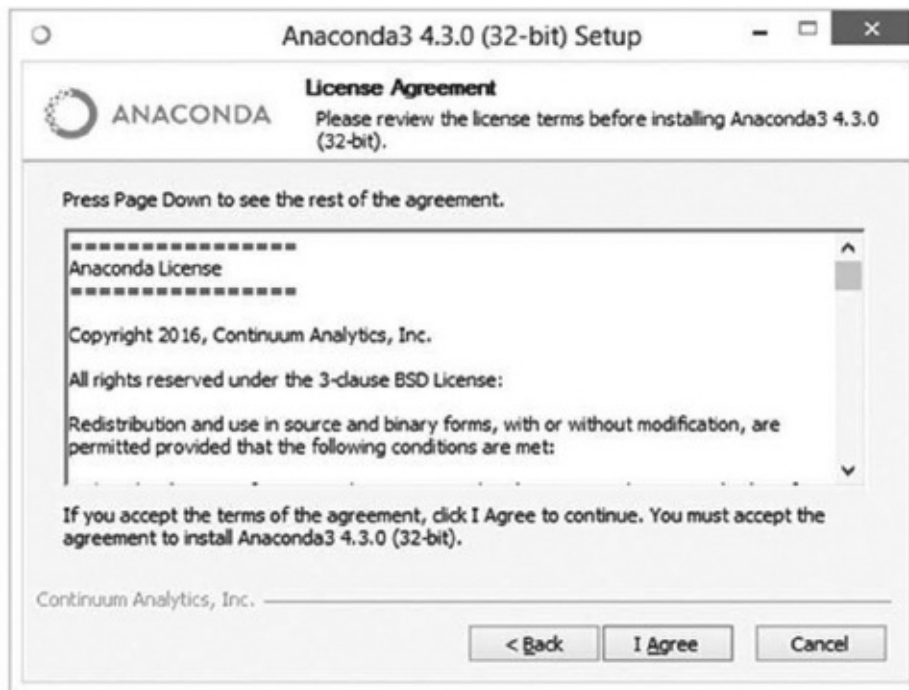 Anaconda3 4.3.0 (32-bit) Setup
ANACONDA
License Agreement
Please review the license terms before installing Anaconda3 4.3.0
(32-bit).
Press Page Down to see the rest of the agreement.
================
Anaconda License
================
Copyright 2016, Continuum Analytics, Inc.
All rights reserved under the 3-clause BSD License:
Redistribution and use in source and binary forms, with or without modification, are
permitted provided that the following conditions are met:
If you accept the terms of the agreement, click I Agree to continue. You must accept the
agreement to install Anaconda3 4.3.0 (32-bit).
Continuum Analytics, Inc.
< Back
I Agree
Cancel